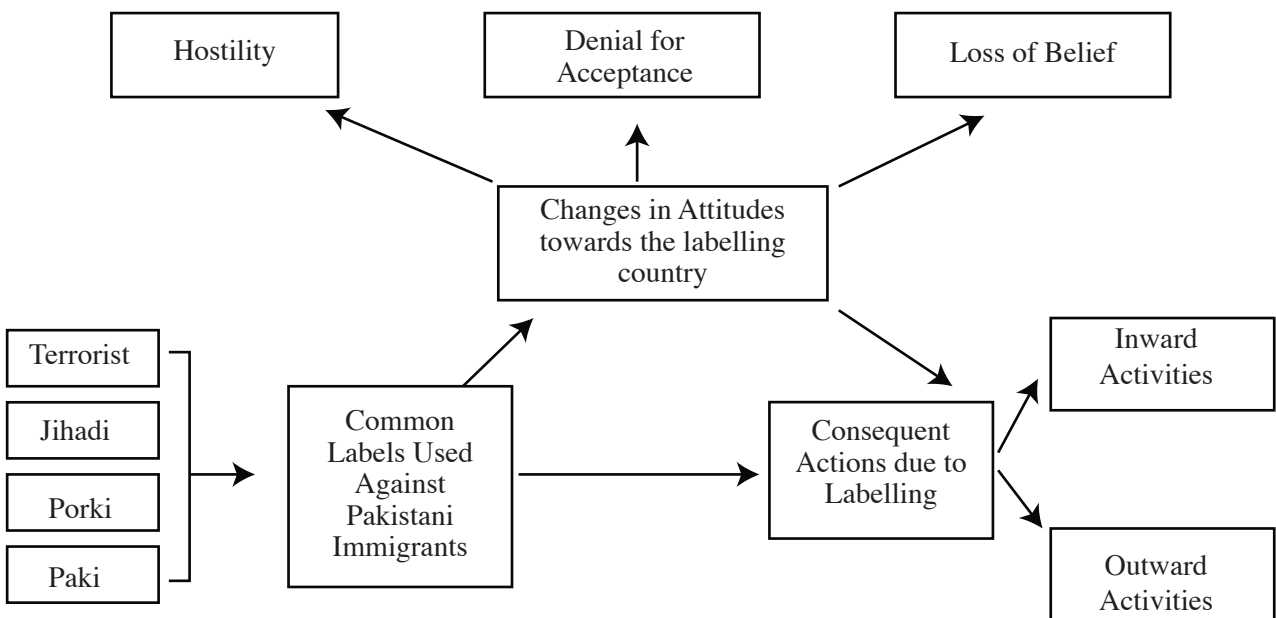 Hostility
Denial for
Acceptance
Loss of Belief
Changes in Attitudes
towards the labelling
country
Terrorist
Jihadi
Porki
Paki
Common
Labels Used
Against
Pakistani
Immigrants
Consequent
Actions due to
Labelling
Inward
Activities
Outward
Activities